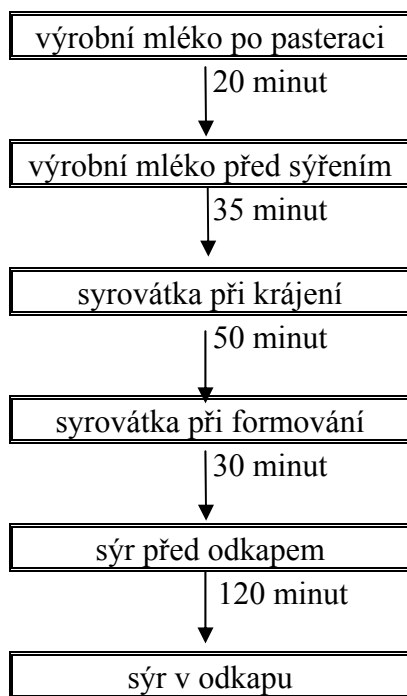 výrobní mléko po pasteraci
20 minut
výrobní mléko před sýřením
35 minut
syrovátka při krájení
50 minut
syrovátka při formování
30 minut
sýr před odkapem
120 minut
sýr v odkapu